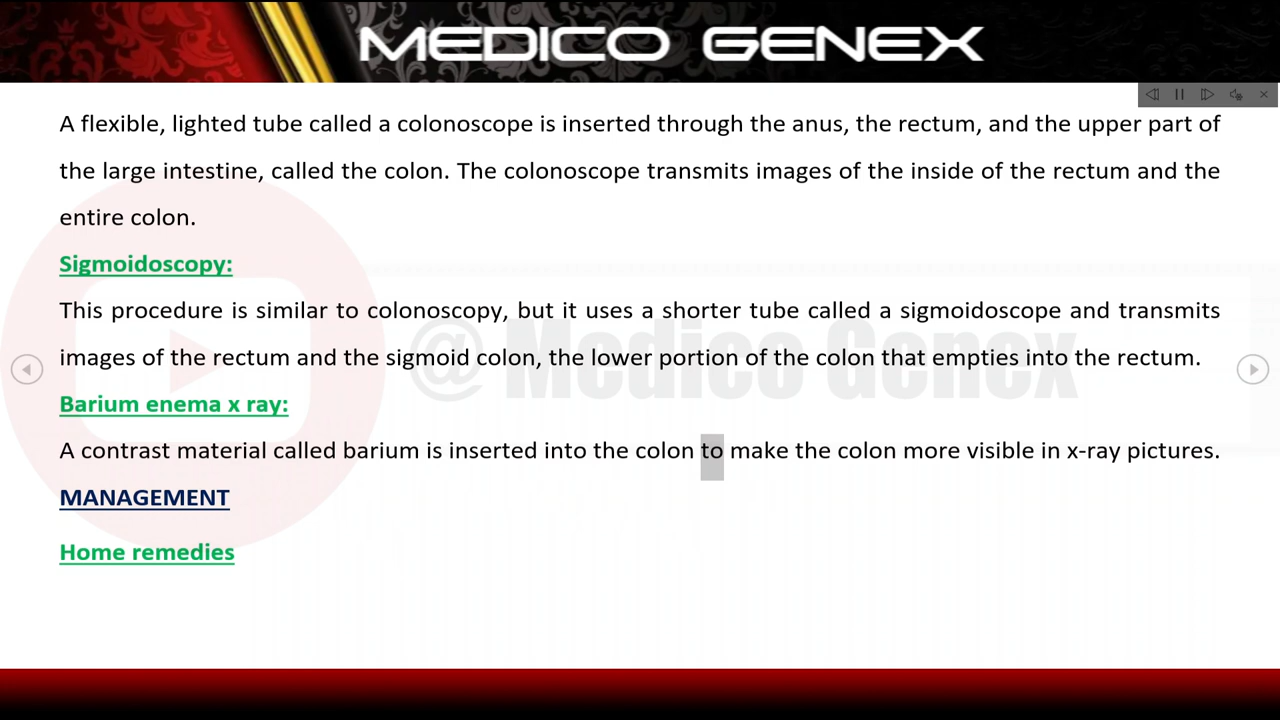 MEDICO GENEX
A flexible, lighted tube called a colonoscope is inserted through the anus, the rectum, and the upper part of
the large intestine, called the colon. The colonoscope transmits images of the inside of the rectum and the
entire colon.
Sigmoidoscopy:
This procedure is similar to colonoscopy, but it uses a shorter tube called a sigmoidoscope and transmits
images of the rectum and the sigmoid colon, the lower portion of the colon that empties into the rectum.
@ Medico Genex
Barium enema x ray:
A contrast material called barium is inserted into the colon to make the colon more visible in x-ray pictures.
MANAGEMENT
Home remedies